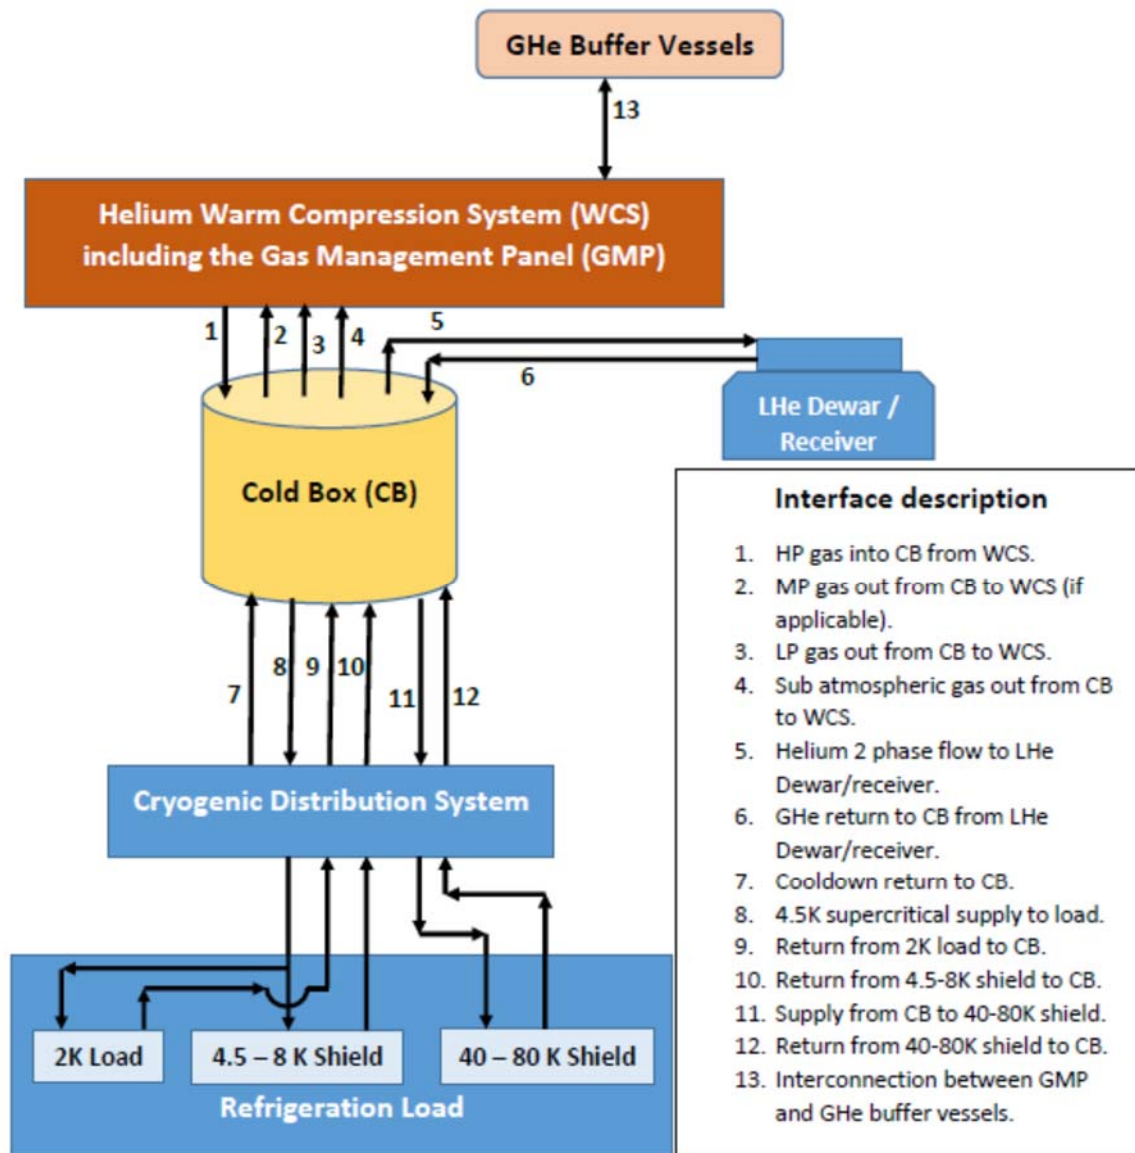 GHe Buffer Vessels
13
Helium Warm Compression System (WCS)
including the Gas Management Panel (GMP)
1
2
3
4
5
6
LHe Dewar /
Receiver
Cold Box (CB)
7
8
9
10
11
12
Cryogenic Distribution System
2K Load
4.5 – 8 K Shield
40 – 80 K Shield
Refrigeration Load
Interface description
1. HP gas into CB from WCS.
2. MP gas out from CB to WCS (if
applicable).
3. LP gas out from CB to WCS.
4. Sub atmospheric gas out from CB
to WCS.
5. Helium 2 phase flow to LHe
Dewar/receiver.
6. GHe return to CB from LHe
Dewar/receiver.
7. Cooldown return to CB.
8. 4.5K supercritical supply to load.
9. Return from 2K load to CB.
10. Return from 4.5-8K shield to CB.
11. Supply from CB to 40-80K shield.
12. Return from 40-80K shield to CB.
13. Interconnection between GMP
and GHe buffer vessels.